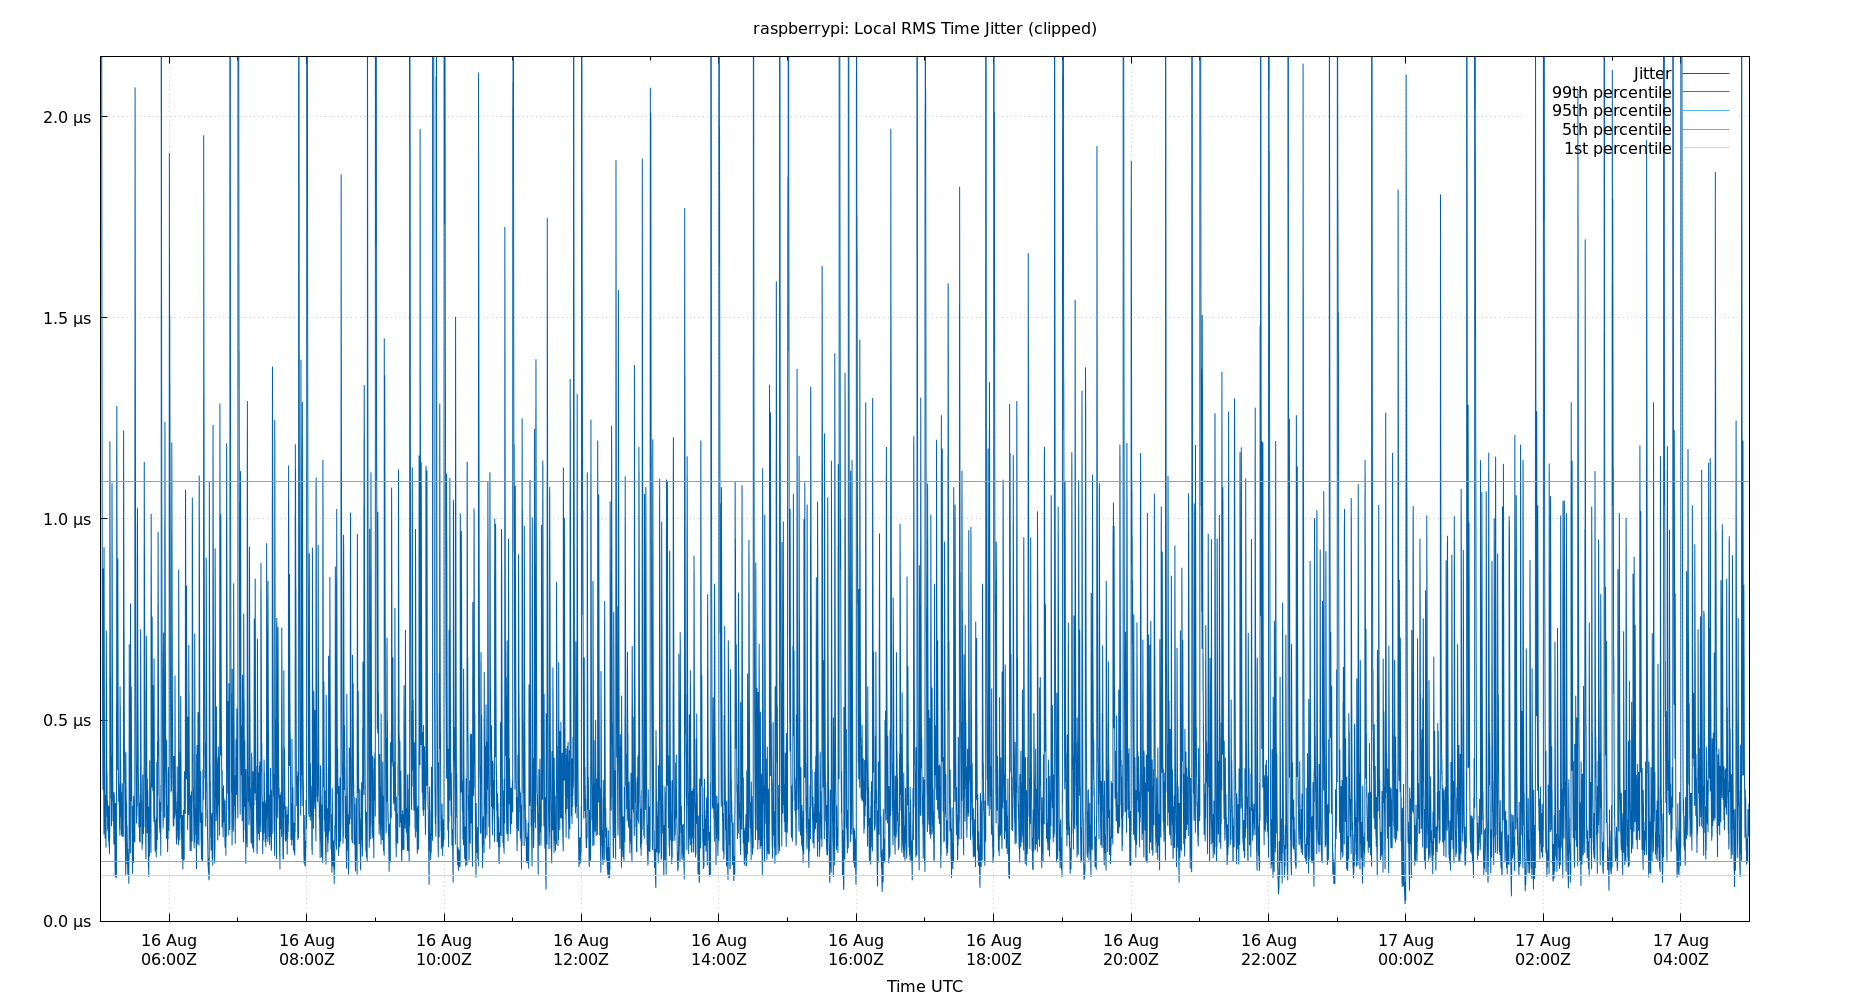 raspberrypi: Local RMS Time Jitter (clipped)
Jitter
99th percentile
95th percentile
5th percentile
1st percentile
2.0 µs
1.5 µs
1.0 µs
0.5 µs
0.0 µs
16 Aug 16 Aug 16 Aug 16 Aug 16 Aug 16 Aug 16 Aug 16 Aug 16 Aug 17 Aug 17 Aug 17 Aug
06:00Z 08:00Z 10:00Z 12:00Z 14:00Z 16:00Z 18:00Z 20:00Z 22:00Z 00:00Z 02:00Z 04:00Z
Time UTC